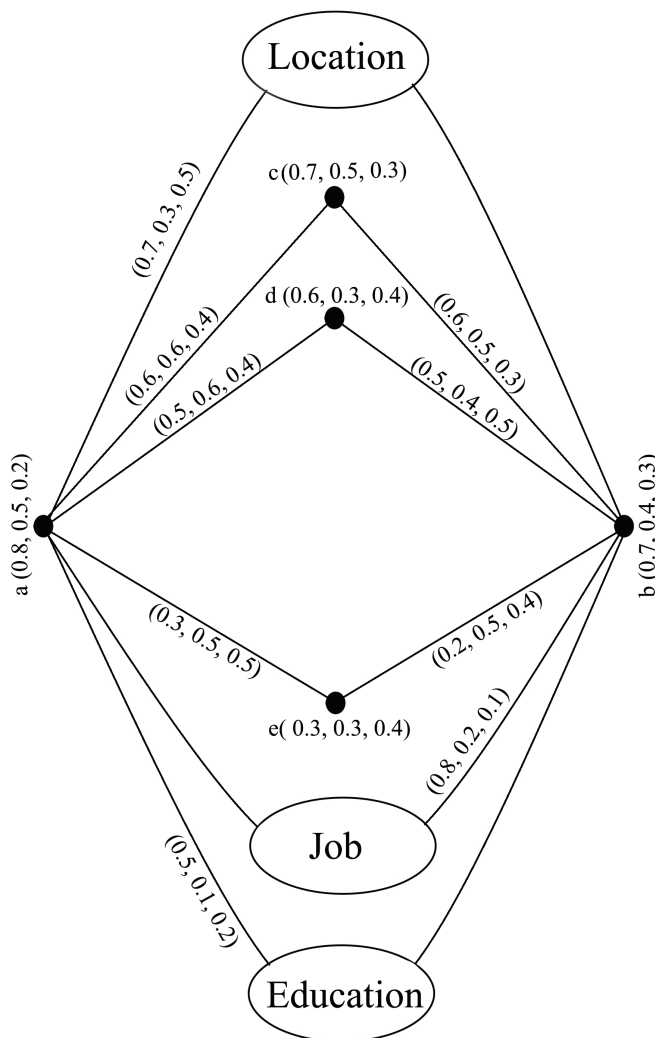 Location
(0.7, 0.3, 0.5)
c (0.7, 0.5, 0.3)
d (0.6, 0.3, 0.4)
(0.6, 0.6, 0.4)
(0.6, 0.5, 0.3)
(0.5, 0.6, 0.4)
(0.5, 0.4, 0.5)
a (0.8, 0.5, 0.2)
b (0.7, 0.4, 0.3)
(0.3, 0.5, 0.5)
(0.2, 0.5, 0.4)
e( 0.3, 0.3, 0.4)
(0.8, 0.2, 0.1)
Job
(0.5, 0.1, 0.2)
Education